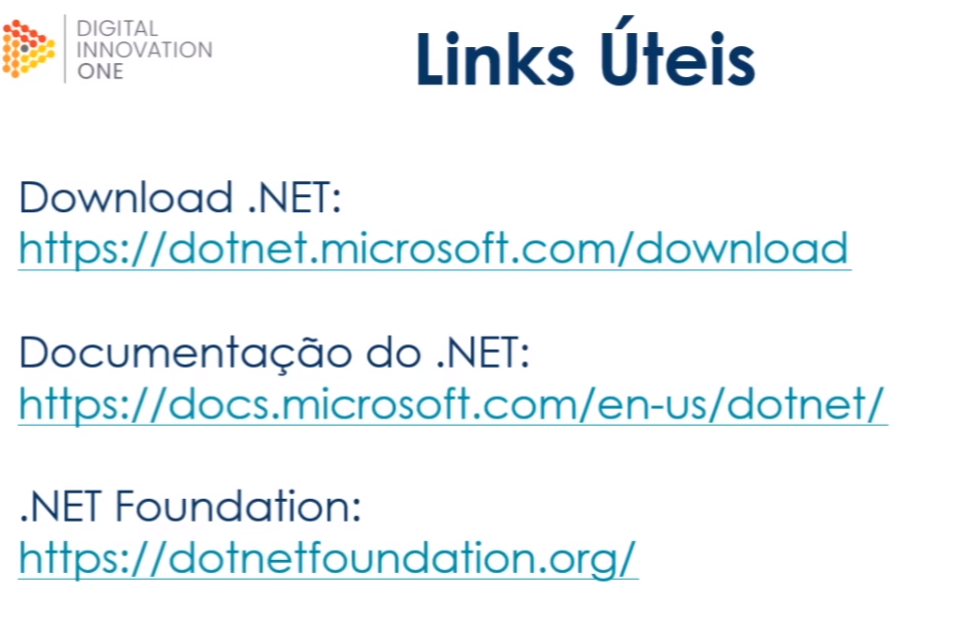 DIGITAL
INNOVATION
ONE
Links Úteis
Download .NET:
https://dotnet.microsoft.com/download
Documentação do .NET:
https://docs.microsoft.com/en-us/dotnet/
.NET Foundation:
https://dotnetfoundation.org/